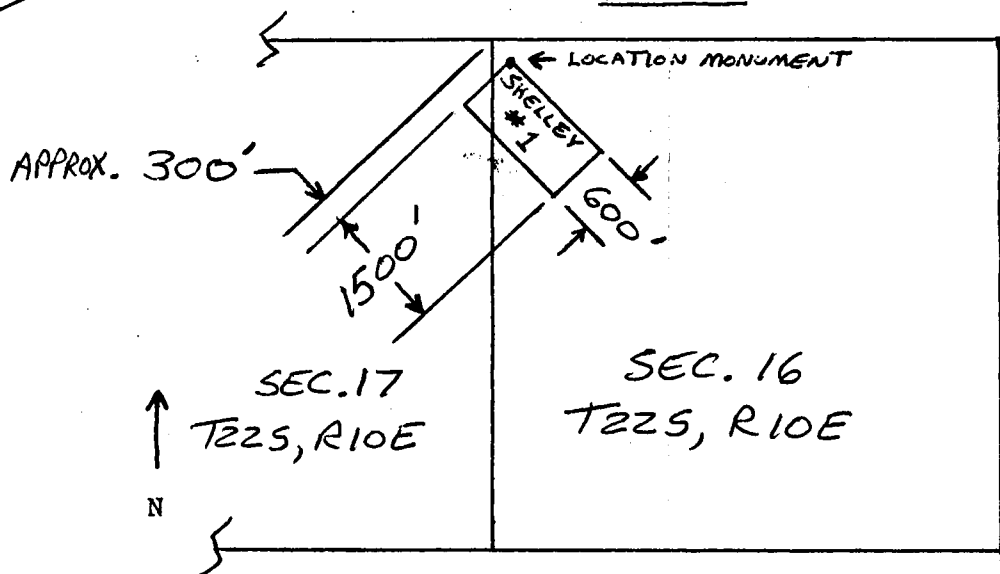 ← LOCATION MONUMENT
SHELLEY
#1
APPROX. 300'
600'
1500'
SEC. 17
T22S, R10E
SEC. 16
T22S, R10E
N